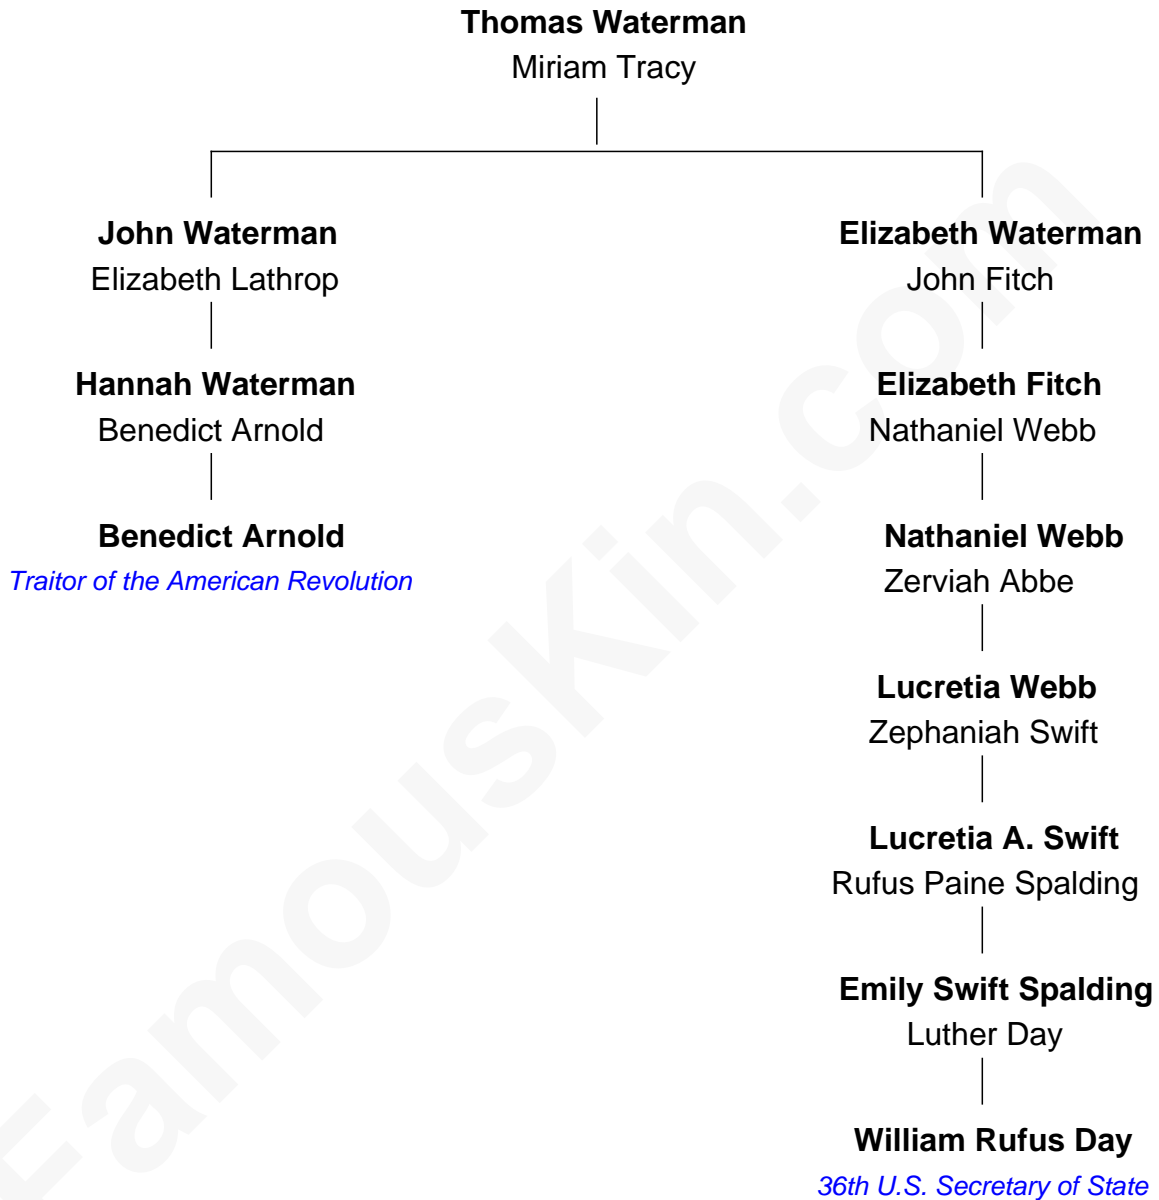 Thomas Waterman
Miriam Tracy
John Waterman
Elizabeth Lathrop
Elizabeth Waterman
John Fitch
Hannah Waterman
Benedict Arnold
Elizabeth Fitch
Nathaniel Webb
Benedict Arnold
Traitor of the American Revolution
Nathaniel Webb
Zerviah Abbe
Lucretia Webb
Zephaniah Swift
Lucretia A. Swift
Rufus Paine Spalding
Emily Swift Spalding
Luther Day
William Rufus Day
36th U.S. Secretary of State
FamousKin.com